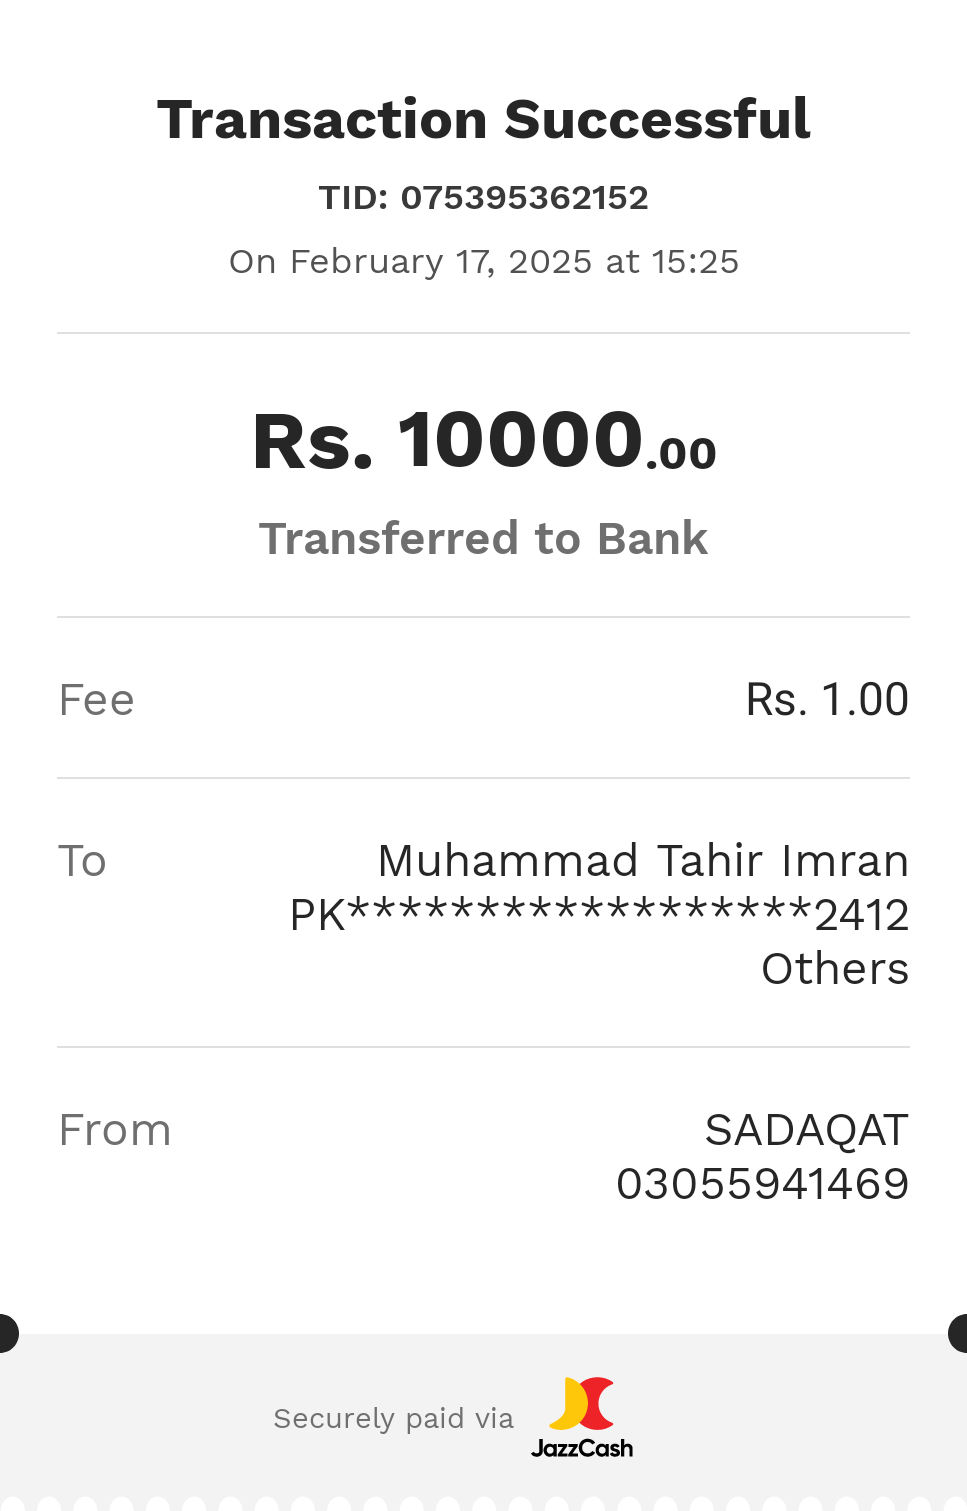 Transaction Successful
TID: 075395362152
On February 17, 2025 at 15:25
Rs. 10000.00
Transferred to Bank
Fee Rs. 1.00
To Muhammad Tahir Imran
PK******************2412
Others
From SADAQAT
03055941469
Securely paid via JazzCash